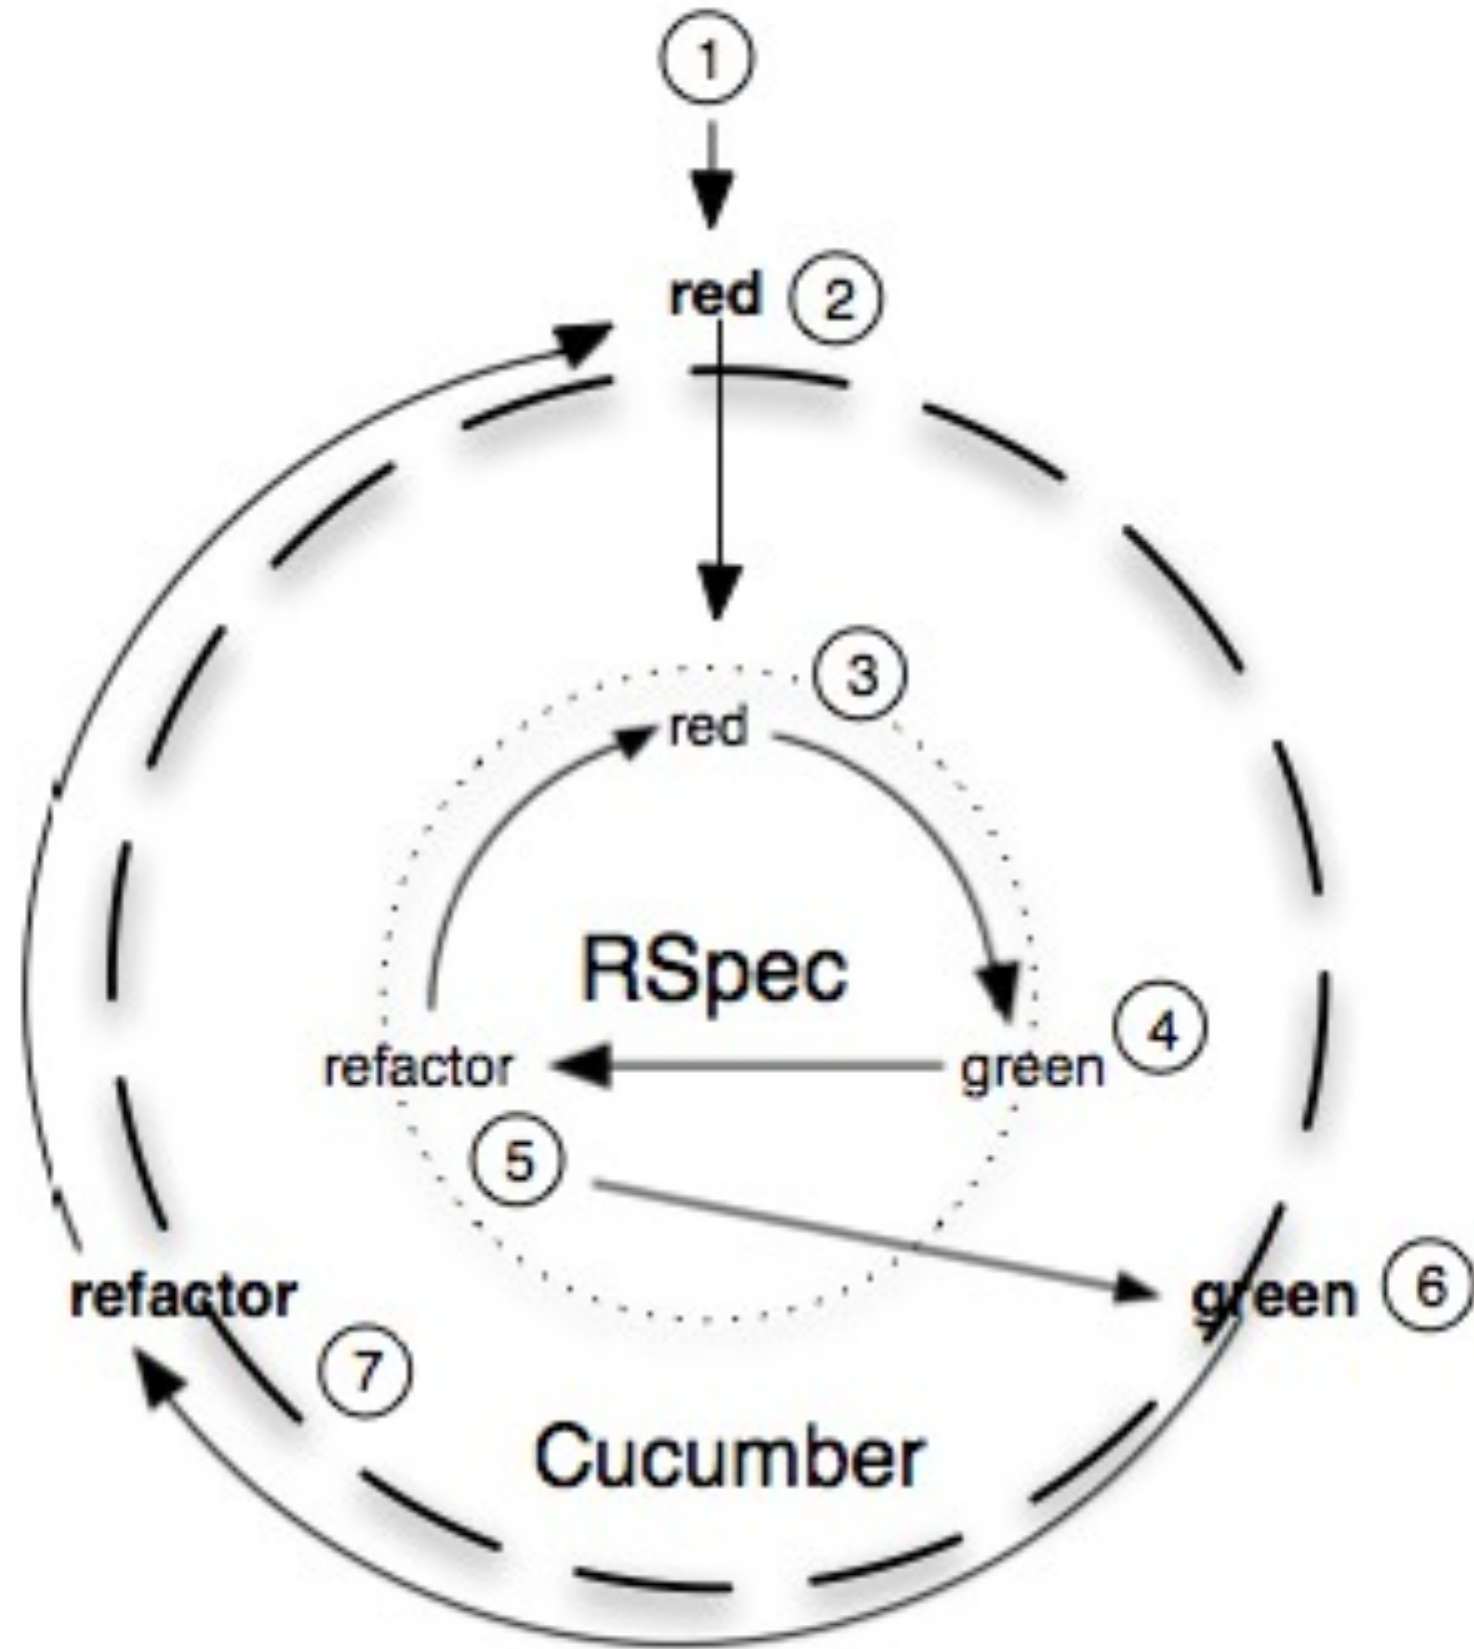 1
red 2
3
red
RSpec
4
refactor green
5
refactor green 6
7
Cucumber